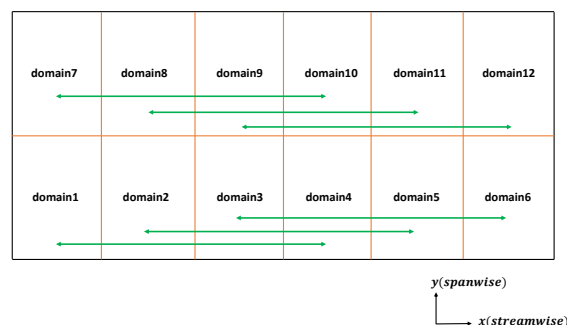 domain7 domain8 domain9 domain10 domain11 domain12
domain1 domain2 domain3 domain4 domain5 domain6
y(spanwise)
x(streamwise)